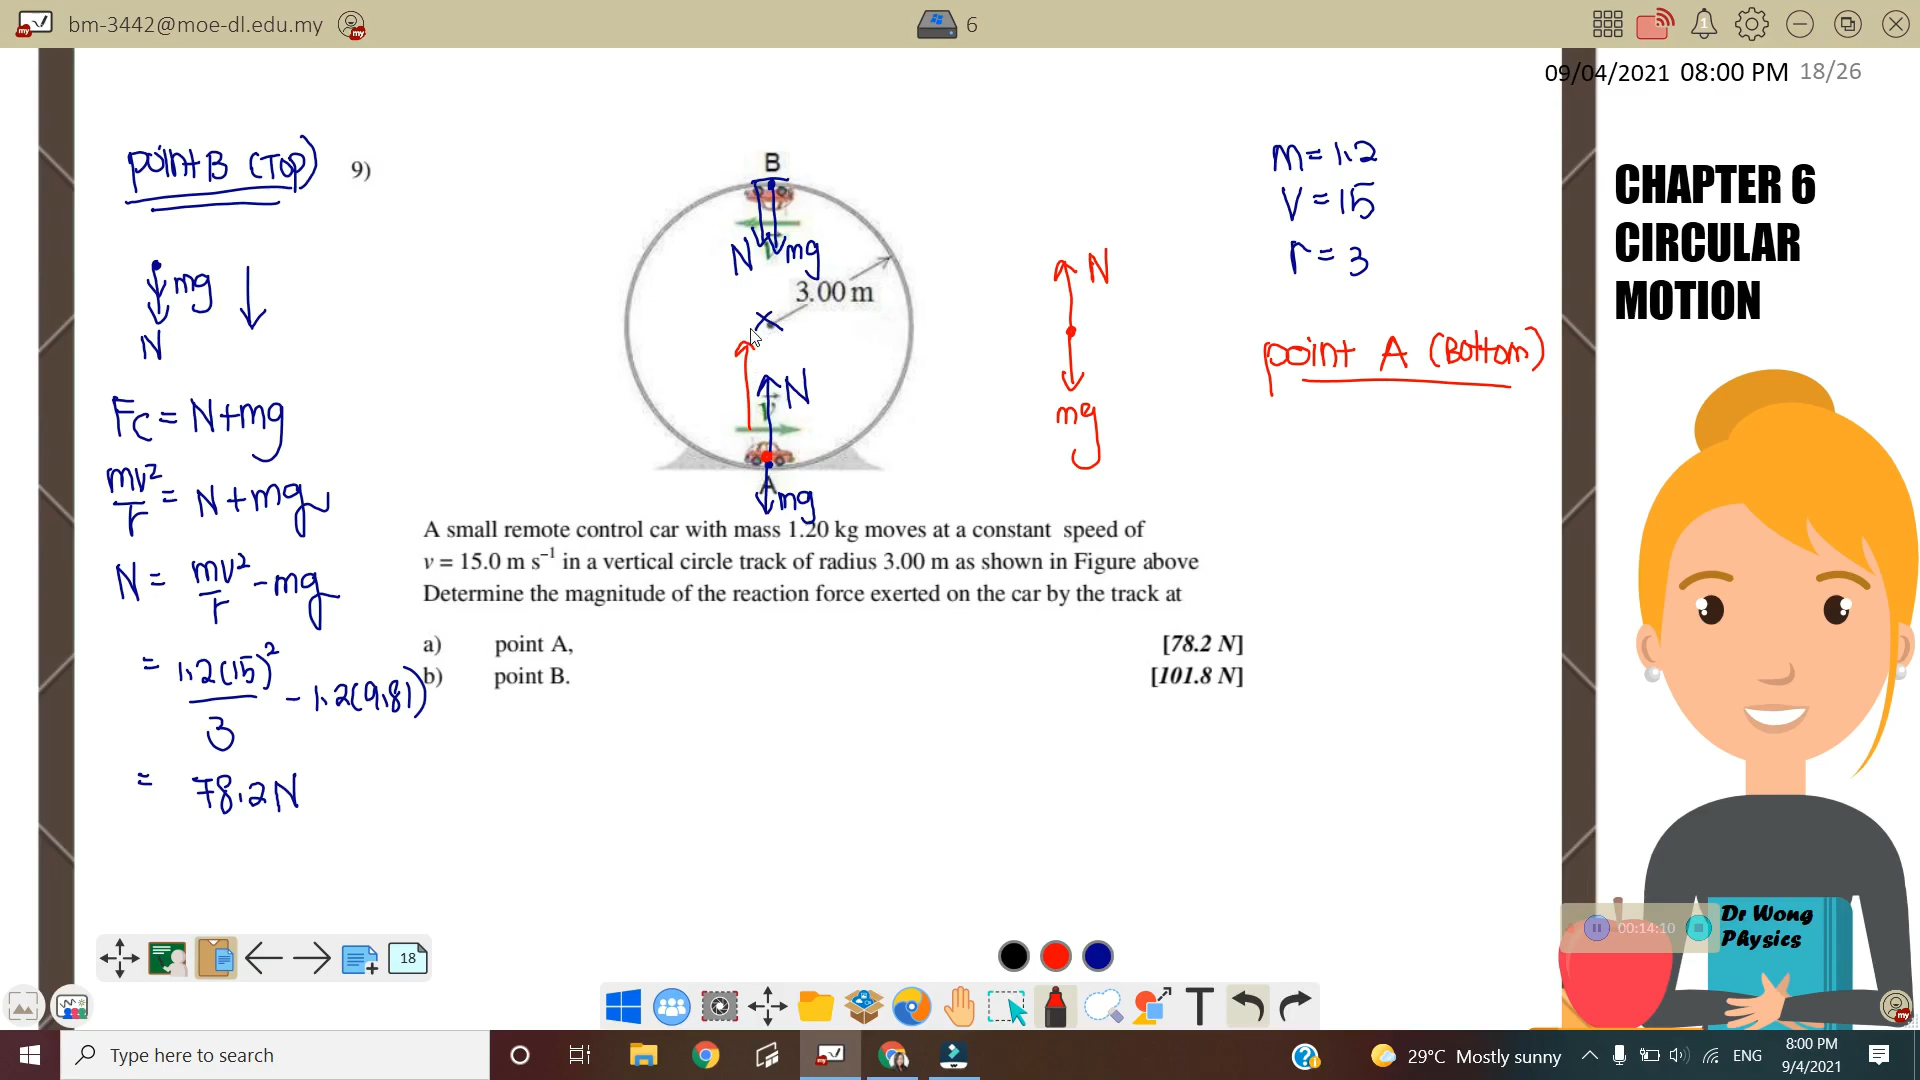 bm-3442@moe-dl.edu.my
6
1
09/04/2021 08:00 PM 18/26
CHAPTER 6
CIRCULAR
MOTION
point B (TOP)
9)
mg
N
Fc = N+mg
mv²/r = N+mg
N = mv²/r - mg
= 1.2(15)²/3 - 1.2(9.81)
= 78.2N
B
N mg
v
3.00 m
N
v
A
mg
N
mg
m=1.2
V=15
r=3
point A (Bottom)
A small remote control car with mass 1.20 kg moves at a constant speed of
v = 15.0 m s⁻¹ in a vertical circle track of radius 3.00 m as shown in Figure above
Determine the magnitude of the reaction force exerted on the car by the track at
a) point A, [78.2 N]
b) point B. [101.8 N]
Dr Wong
Physics
00:14:10
18
T
Type here to search
29°C Mostly sunny
ENG
8:00 PM
9/4/2021